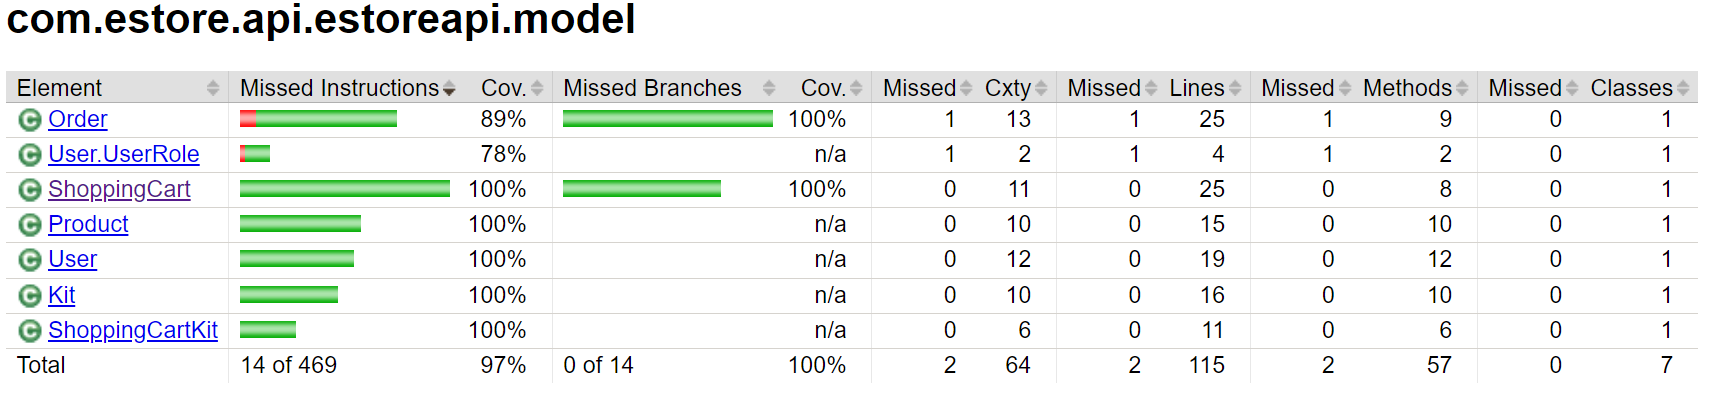 com.estore.api.estoreapi.model
Element Missed Instructions Cov. Missed Branches Cov. Missed Cxty Missed Lines Missed Methods Missed Classes
C Order 89% 100% 1 13 1 25 1 9 0 1
C User.UserRole 78% n/a 1 2 1 4 1 2 0 1
C ShoppingCart 100% 100% 0 11 0 25 0 8 0 1
C Product 100% n/a 0 10 0 15 0 10 0 1
C User 100% n/a 0 12 0 19 0 12 0 1
C Kit 100% n/a 0 10 0 16 0 10 0 1
C ShoppingCartKit 100% n/a 0 6 0 11 0 6 0 1
Total 14 of 469 97% 0 of 14 100% 2 64 2 115 2 57 0 7